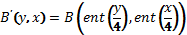 B'(y, x) = B(ent(y/4), ent(x/4))